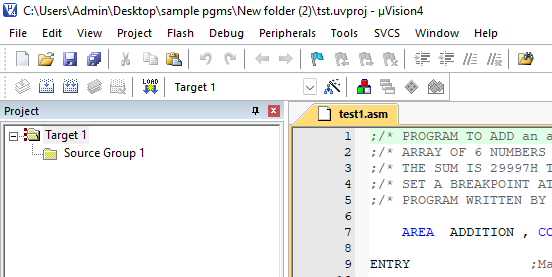 C:\Users\Admin\Desktop\sample pgms\New folder (2)\tst.uvproj - µVision4
File Edit View Project Flash Debug Peripherals Tools SVCS Window Help
LOAD Target 1
Project
test1.asm
Target 1
Source Group 1
1 ;/* PROGRAM TO ADD an a
2 ;/* ARRAY OF 6 NUMBERS
3 ;/* THE SUM IS 29997H T
4 ;/* SET A BREAKPOINT AT
5 ;/* PROGRAM WRITTEN BY
6
7 AREA ADDITION , CO
8
9 ENTRY ;Ma